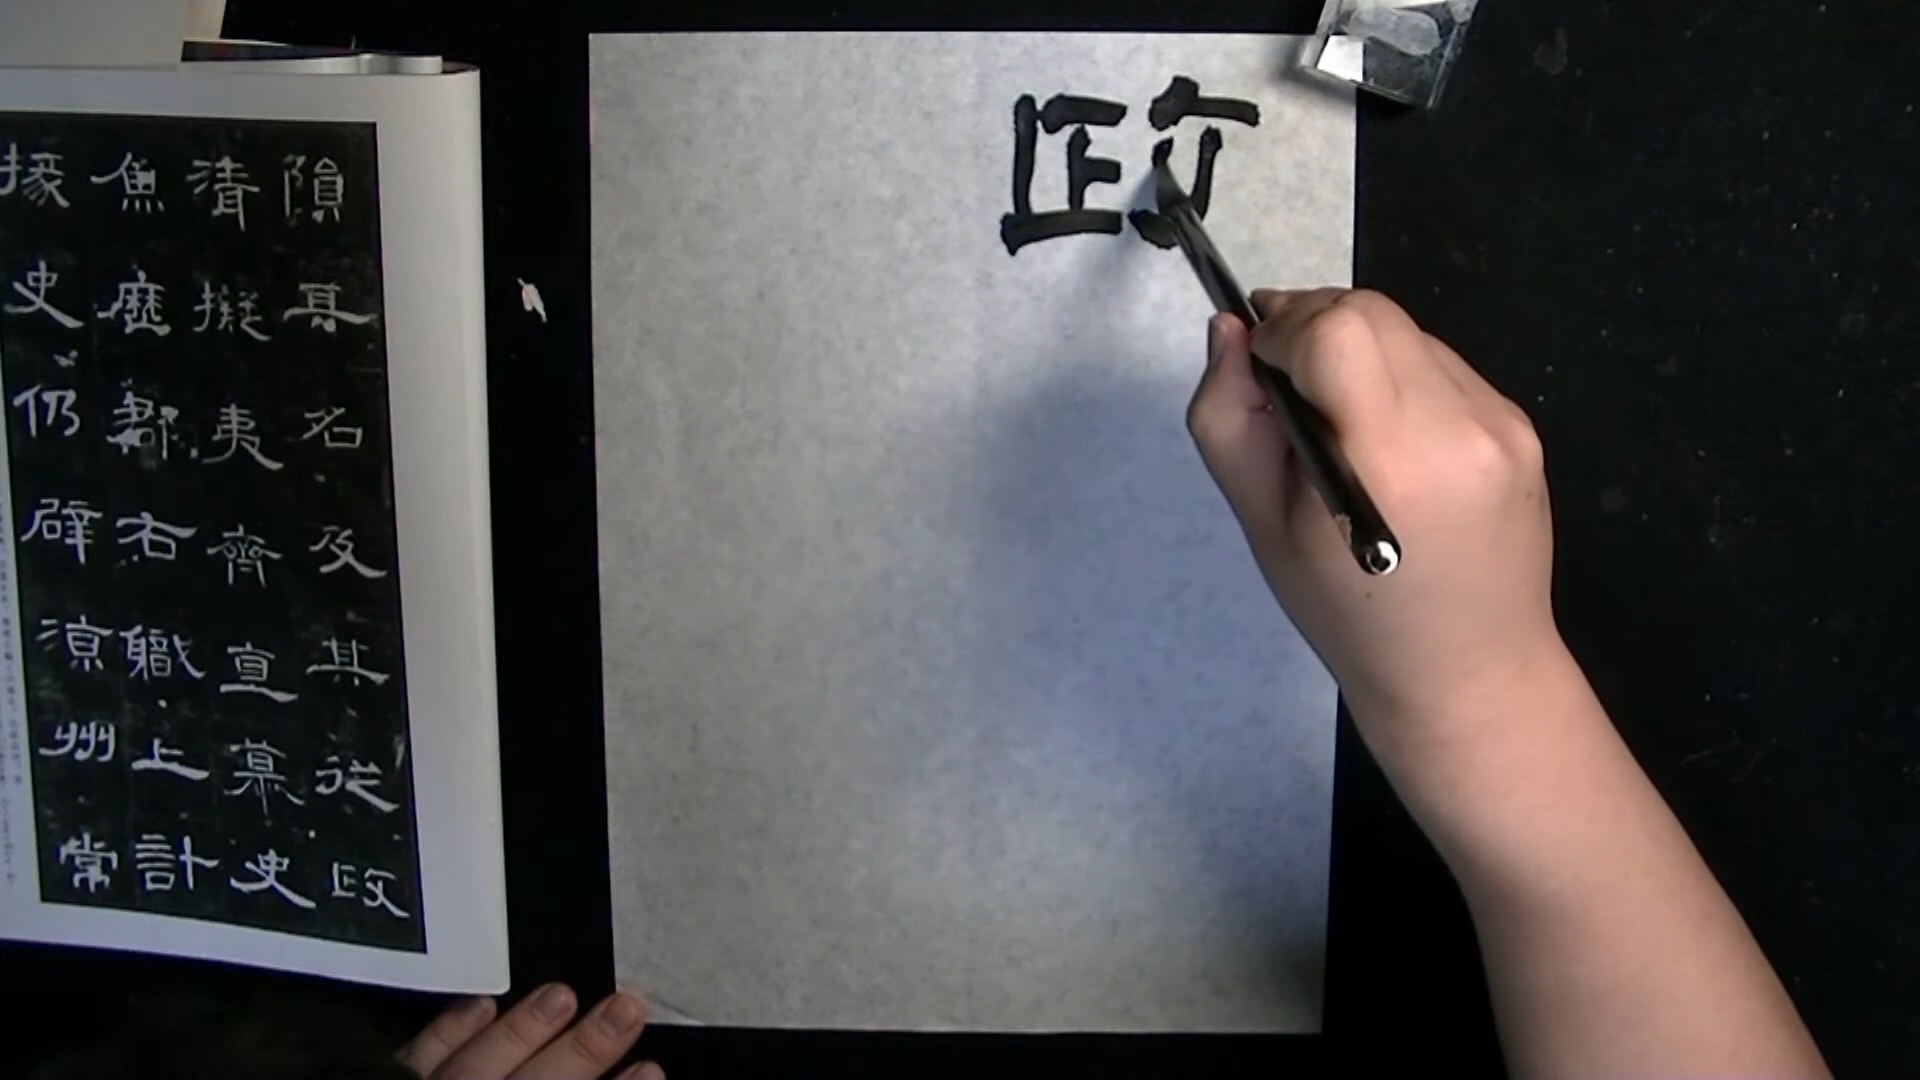 隕其名及其從政
清擬夷齊直慕史
魚歷郡右職上計
掾史仍辟涼州常
政